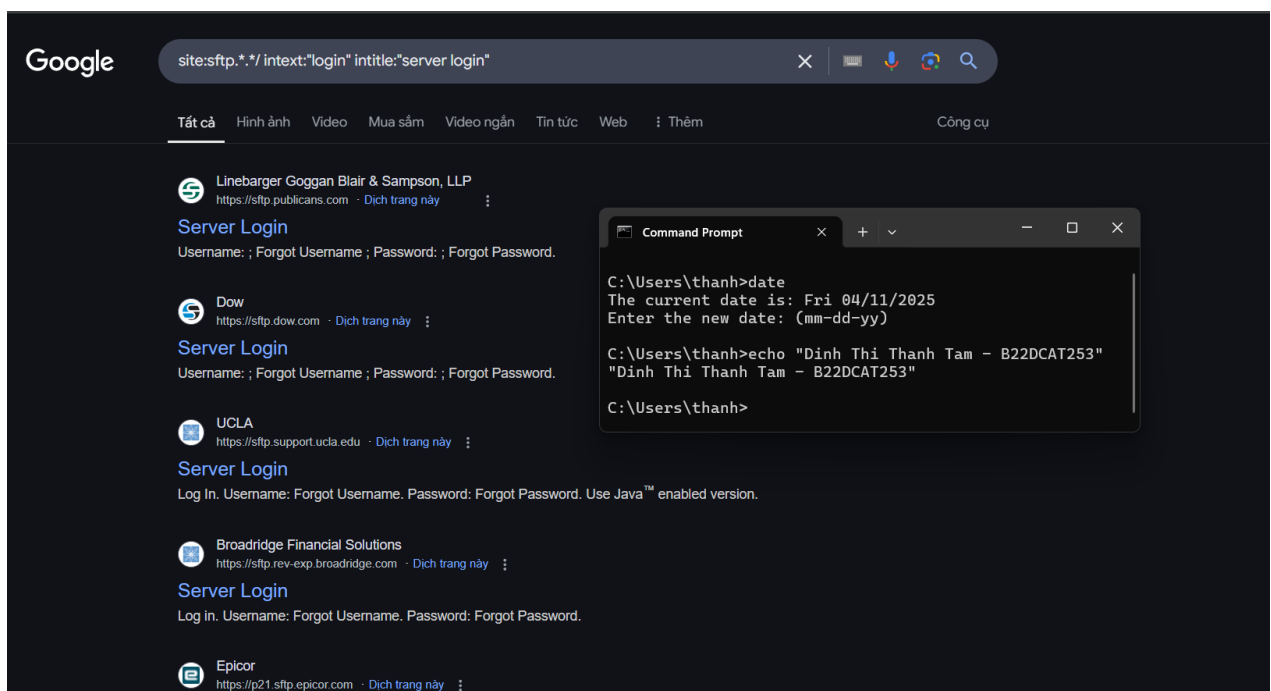 Google
site:sftp.*.*/ intext:"login" intitle:"server login"
Tất cả Hình ảnh Video Mua sắm Video ngắn Tin tức Web Thêm Công cụ
Linebarger Goggan Blair & Sampson, LLP
https://sftp.publicans.com · Dịch trang này
Server Login
Username: ; Forgot Username ; Password: ; Forgot Password.
Dow
https://sftp.dow.com · Dịch trang này
Server Login
Username: ; Forgot Username ; Password: ; Forgot Password.
UCLA
https://sftp.support.ucla.edu · Dịch trang này
Server Login
Log In. Username: Forgot Username. Password: Forgot Password. Use Java™ enabled version.
Broadridge Financial Solutions
https://sftp.rev-exp.broadridge.com · Dịch trang này
Server Login
Log in. Username: Forgot Username. Password: Forgot Password.
Epicor
https://p21.sftp.epicor.com · Dịch trang này
Command Prompt
C:\Users\thanh>date
The current date is: Fri 04/11/2025
Enter the new date: (mm-dd-yy)
C:\Users\thanh>echo "Dinh Thi Thanh Tam - B22DCAT253"
"Dinh Thi Thanh Tam - B22DCAT253"
C:\Users\thanh>